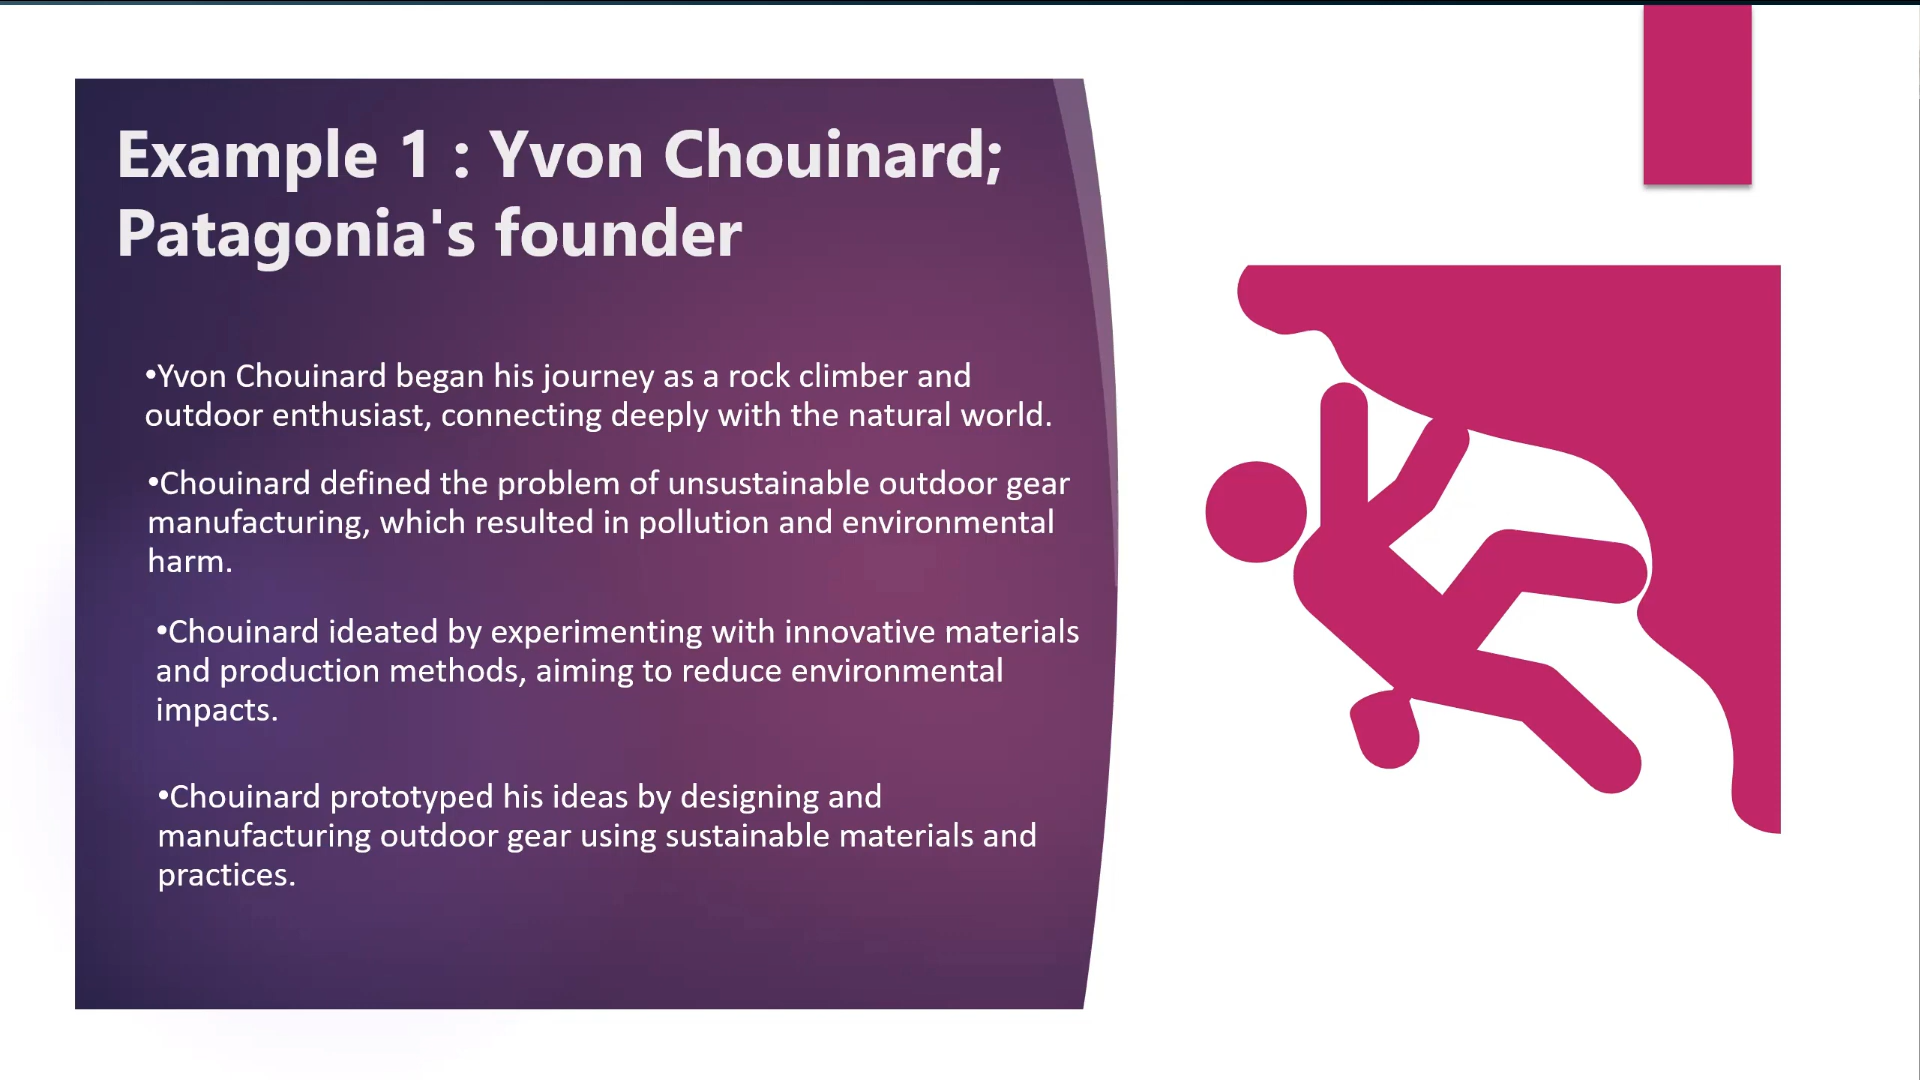 Example 1 : Yvon Chouinard;
Patagonia's founder
•Yvon Chouinard began his journey as a rock climber and
outdoor enthusiast, connecting deeply with the natural world.
•Chouinard defined the problem of unsustainable outdoor gear
manufacturing, which resulted in pollution and environmental
harm.
•Chouinard ideated by experimenting with innovative materials
and production methods, aiming to reduce environmental
impacts.
•Chouinard prototyped his ideas by designing and
manufacturing outdoor gear using sustainable materials and
practices.